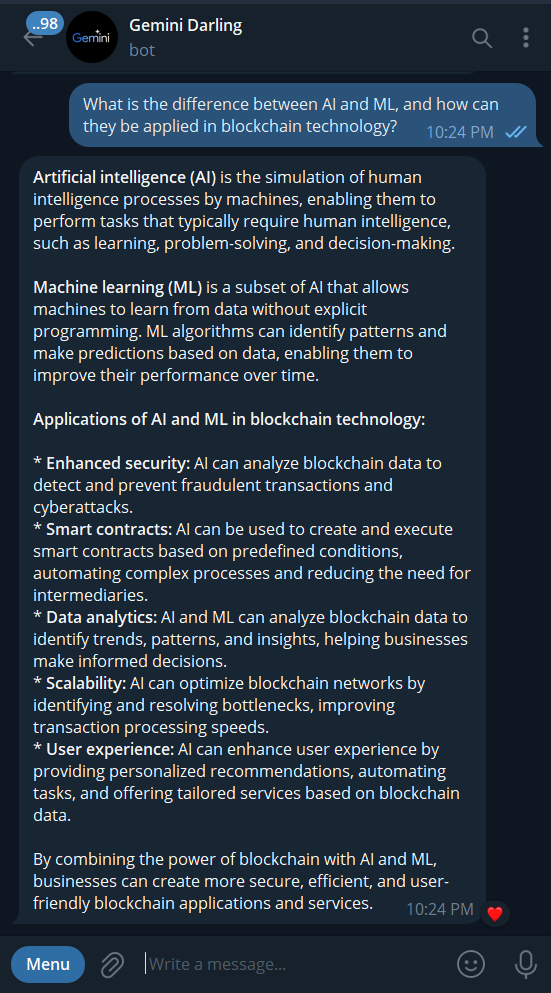 ..98
Gemini
Gemini Darling
bot
What is the difference between AI and ML, and how can
they be applied in blockchain technology?
10:24 PM
Artificial intelligence (AI) is the simulation of human
intelligence processes by machines, enabling them to
perform tasks that typically require human intelligence,
such as learning, problem-solving, and decision-making.
Machine learning (ML) is a subset of AI that allows
machines to learn from data without explicit
programming. ML algorithms can identify patterns and
make predictions based on data, enabling them to
improve their performance over time.
Applications of AI and ML in blockchain technology:
* Enhanced security: AI can analyze blockchain data to
detect and prevent fraudulent transactions and
cyberattacks.
* Smart contracts: AI can be used to create and execute
smart contracts based on predefined conditions,
automating complex processes and reducing the need for
intermediaries.
* Data analytics: AI and ML can analyze blockchain data to
identify trends, patterns, and insights, helping businesses
make informed decisions.
* Scalability: AI can optimize blockchain networks by
identifying and resolving bottlenecks, improving
transaction processing speeds.
* User experience: AI can enhance user experience by
providing personalized recommendations, automating
tasks, and offering tailored services based on blockchain
data.
By combining the power of blockchain with AI and ML,
businesses can create more secure, efficient, and user-
friendly blockchain applications and services.
10:24 PM
Menu
Write a message...